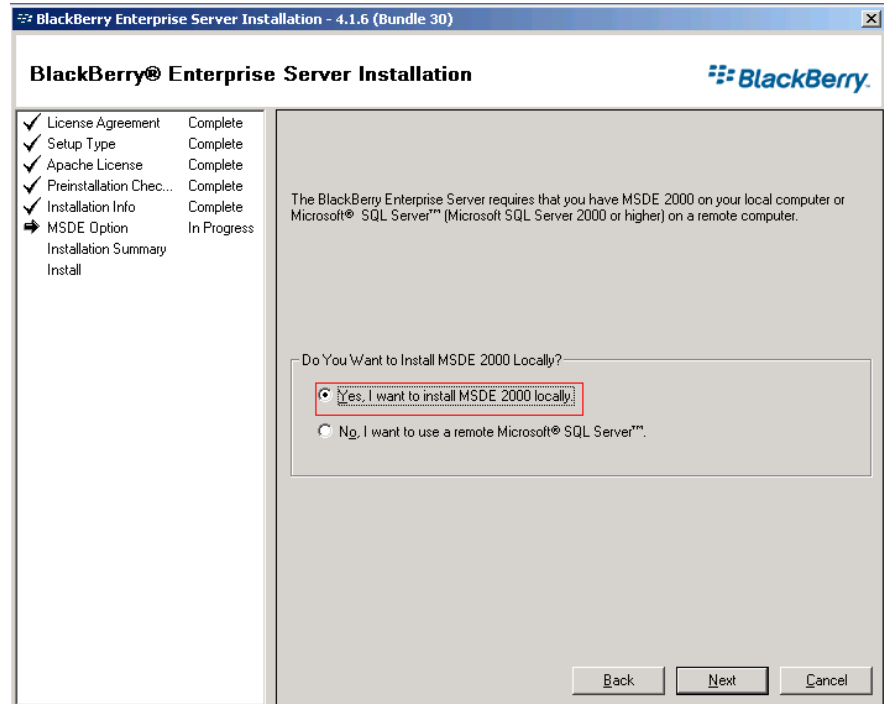 BlackBerry Enterprise Server Installation - 4.1.6 (Bundle 30)
BlackBerry® Enterprise Server Installation
BlackBerry.
License Agreement Complete
Setup Type Complete
Apache License Complete
Preinstallation Chec... Complete
Installation Info Complete
MSDE Option In Progress
Installation Summary
Install
The BlackBerry Enterprise Server requires that you have MSDE 2000 on your local computer or
Microsoft® SQL Server™ (Microsoft SQL Server 2000 or higher) on a remote computer.
Do You Want to Install MSDE 2000 Locally?
Yes, I want to install MSDE 2000 locally.
No, I want to use a remote Microsoft® SQL Server™.
Back Next Cancel